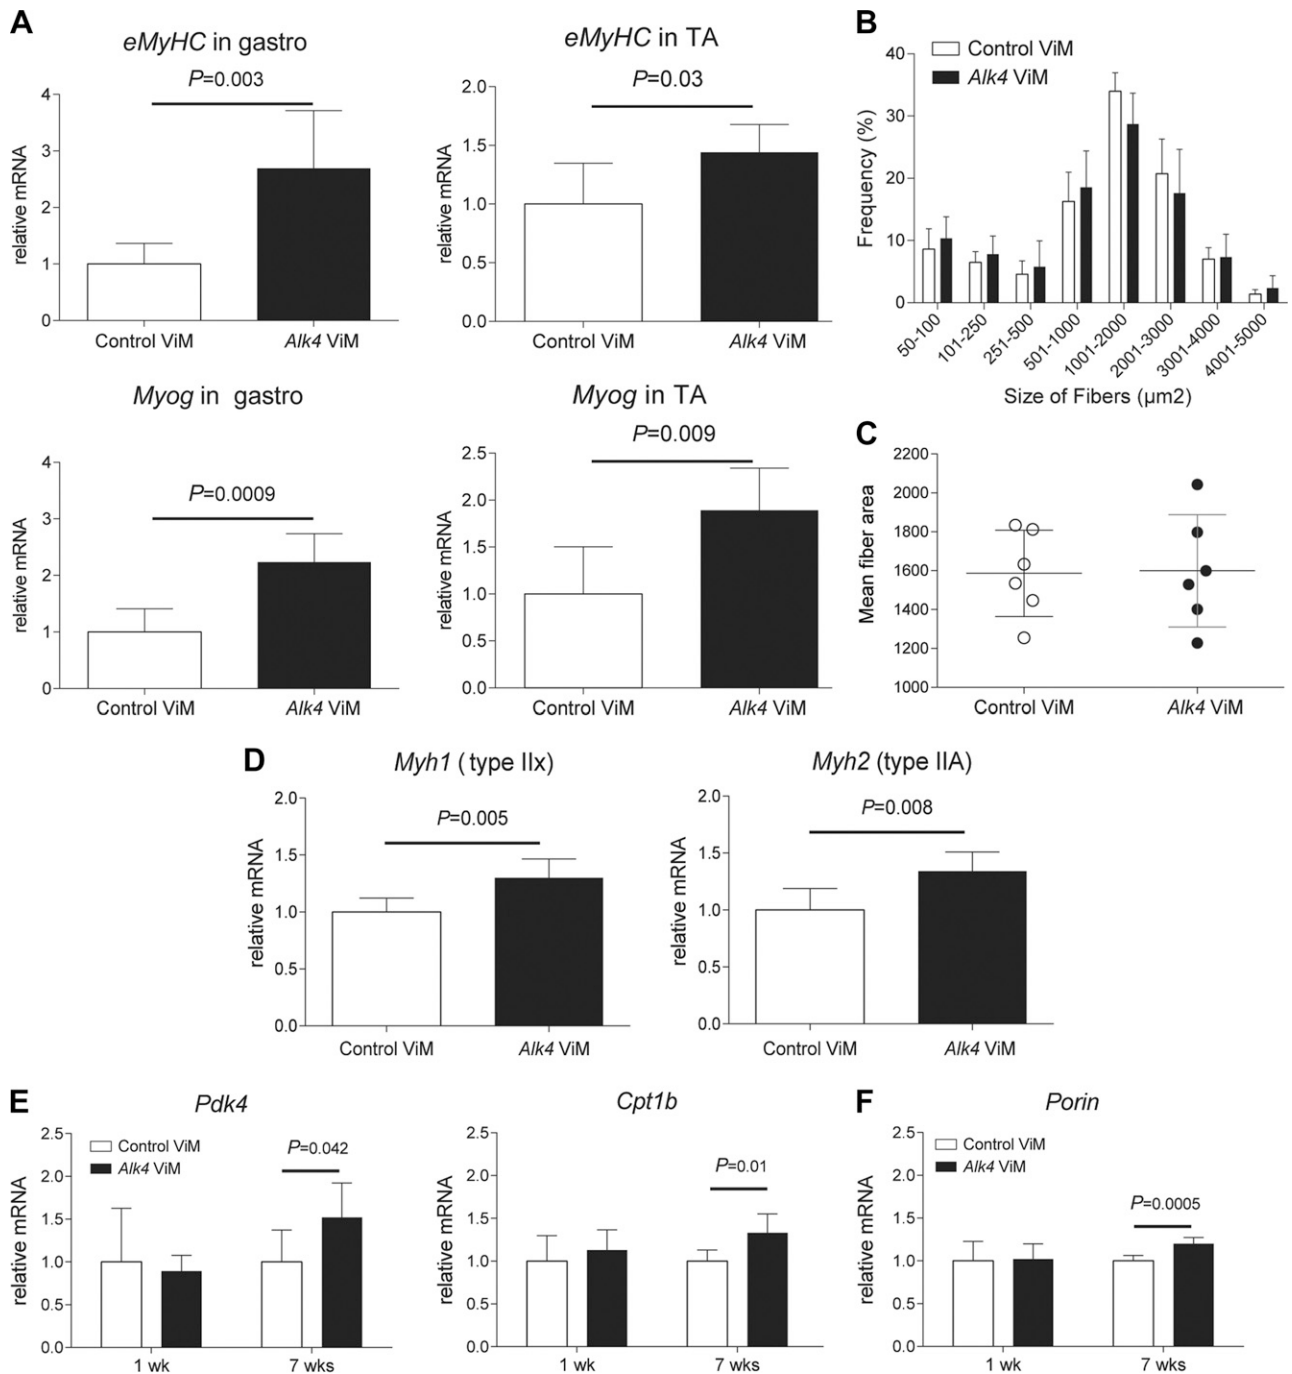 A
eMyHC in gastro
P=0.003
relative mRNA
4
3
2
1
0
Control ViM
Alk4 ViM
eMyHC in TA
P=0.03
relative mRNA
2.0
1.5
1.0
0.5
0.0
Control ViM
Alk4 ViM
Myog in gastro
P=0.0009
relative mRNA
4
3
2
1
0
Control ViM
Alk4 ViM
Myog in TA
P=0.009
relative mRNA
2.5
2.0
1.5
1.0
0.5
0.0
Control ViM
Alk4 ViM
B
Control ViM
Alk4 ViM
Frequency (%)
40
30
20
10
0
50-100
101-250
251-500
501-1000
1001-2000
2001-3000
3001-4000
4001-5000
Size of Fibers (µm2)
C
Mean fiber area
2200
2000
1800
1600
1400
1200
1000
Control ViM
Alk4 ViM
D
Myh1 ( type IIx)
P=0.005
relative mRNA
2.0
1.5
1.0
0.5
0.0
Control ViM
Alk4 ViM
Myh2 (type IIA)
P=0.008
relative mRNA
2.0
1.5
1.0
0.5
0.0
Control ViM
Alk4 ViM
E
Pdk4
Control ViM
Alk4 ViM
P=0.042
relative mRNA
2.5
2.0
1.5
1.0
0.5
0.0
1 wk
7 wks
Cpt1b
P=0.01
relative mRNA
2.5
2.0
1.5
1.0
0.5
0.0
1 wk
7 wks
F
Porin
Control ViM
Alk4 ViM
P=0.0005
relative mRNA
2.5
2.0
1.5
1.0
0.5
0.0
1 wk
7 wks